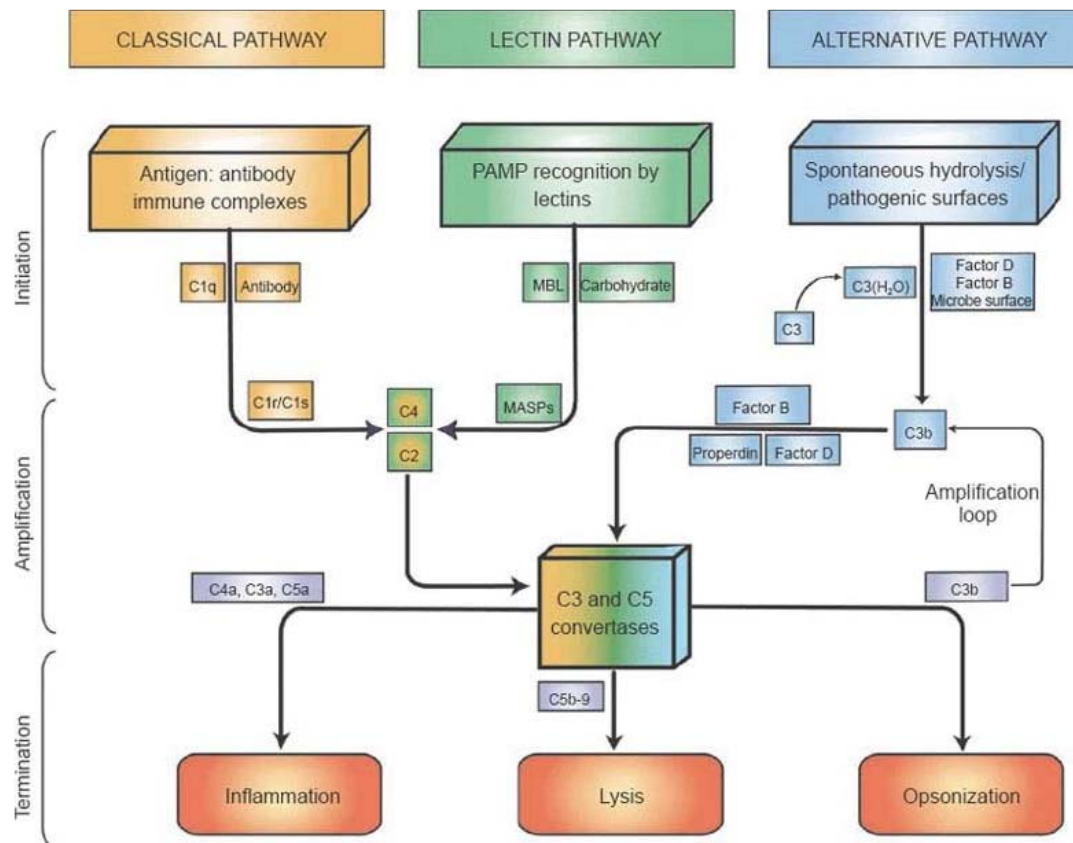 CLASSICAL PATHWAY
LECTIN PATHWAY
ALTERNATIVE PATHWAY
Initiation
Antigen: antibody
immune complexes
PAMP recognition by
lectins
Spontaneous hydrolysis/
pathogenic surfaces
C1q
Antibody
MBL
Carbohydrate
C3(H₂O)
Factor D
Factor B
Microbe surface
C3
Amplification
C1r/C1s
C4
C2
MASPs
Factor B
Properdin
Factor D
C3b
Amplification
loop
C4a, C3a, C5a
C3 and C5
convertases
C3b
Termination
C5b-9
Inflammation
Lysis
Opsonization